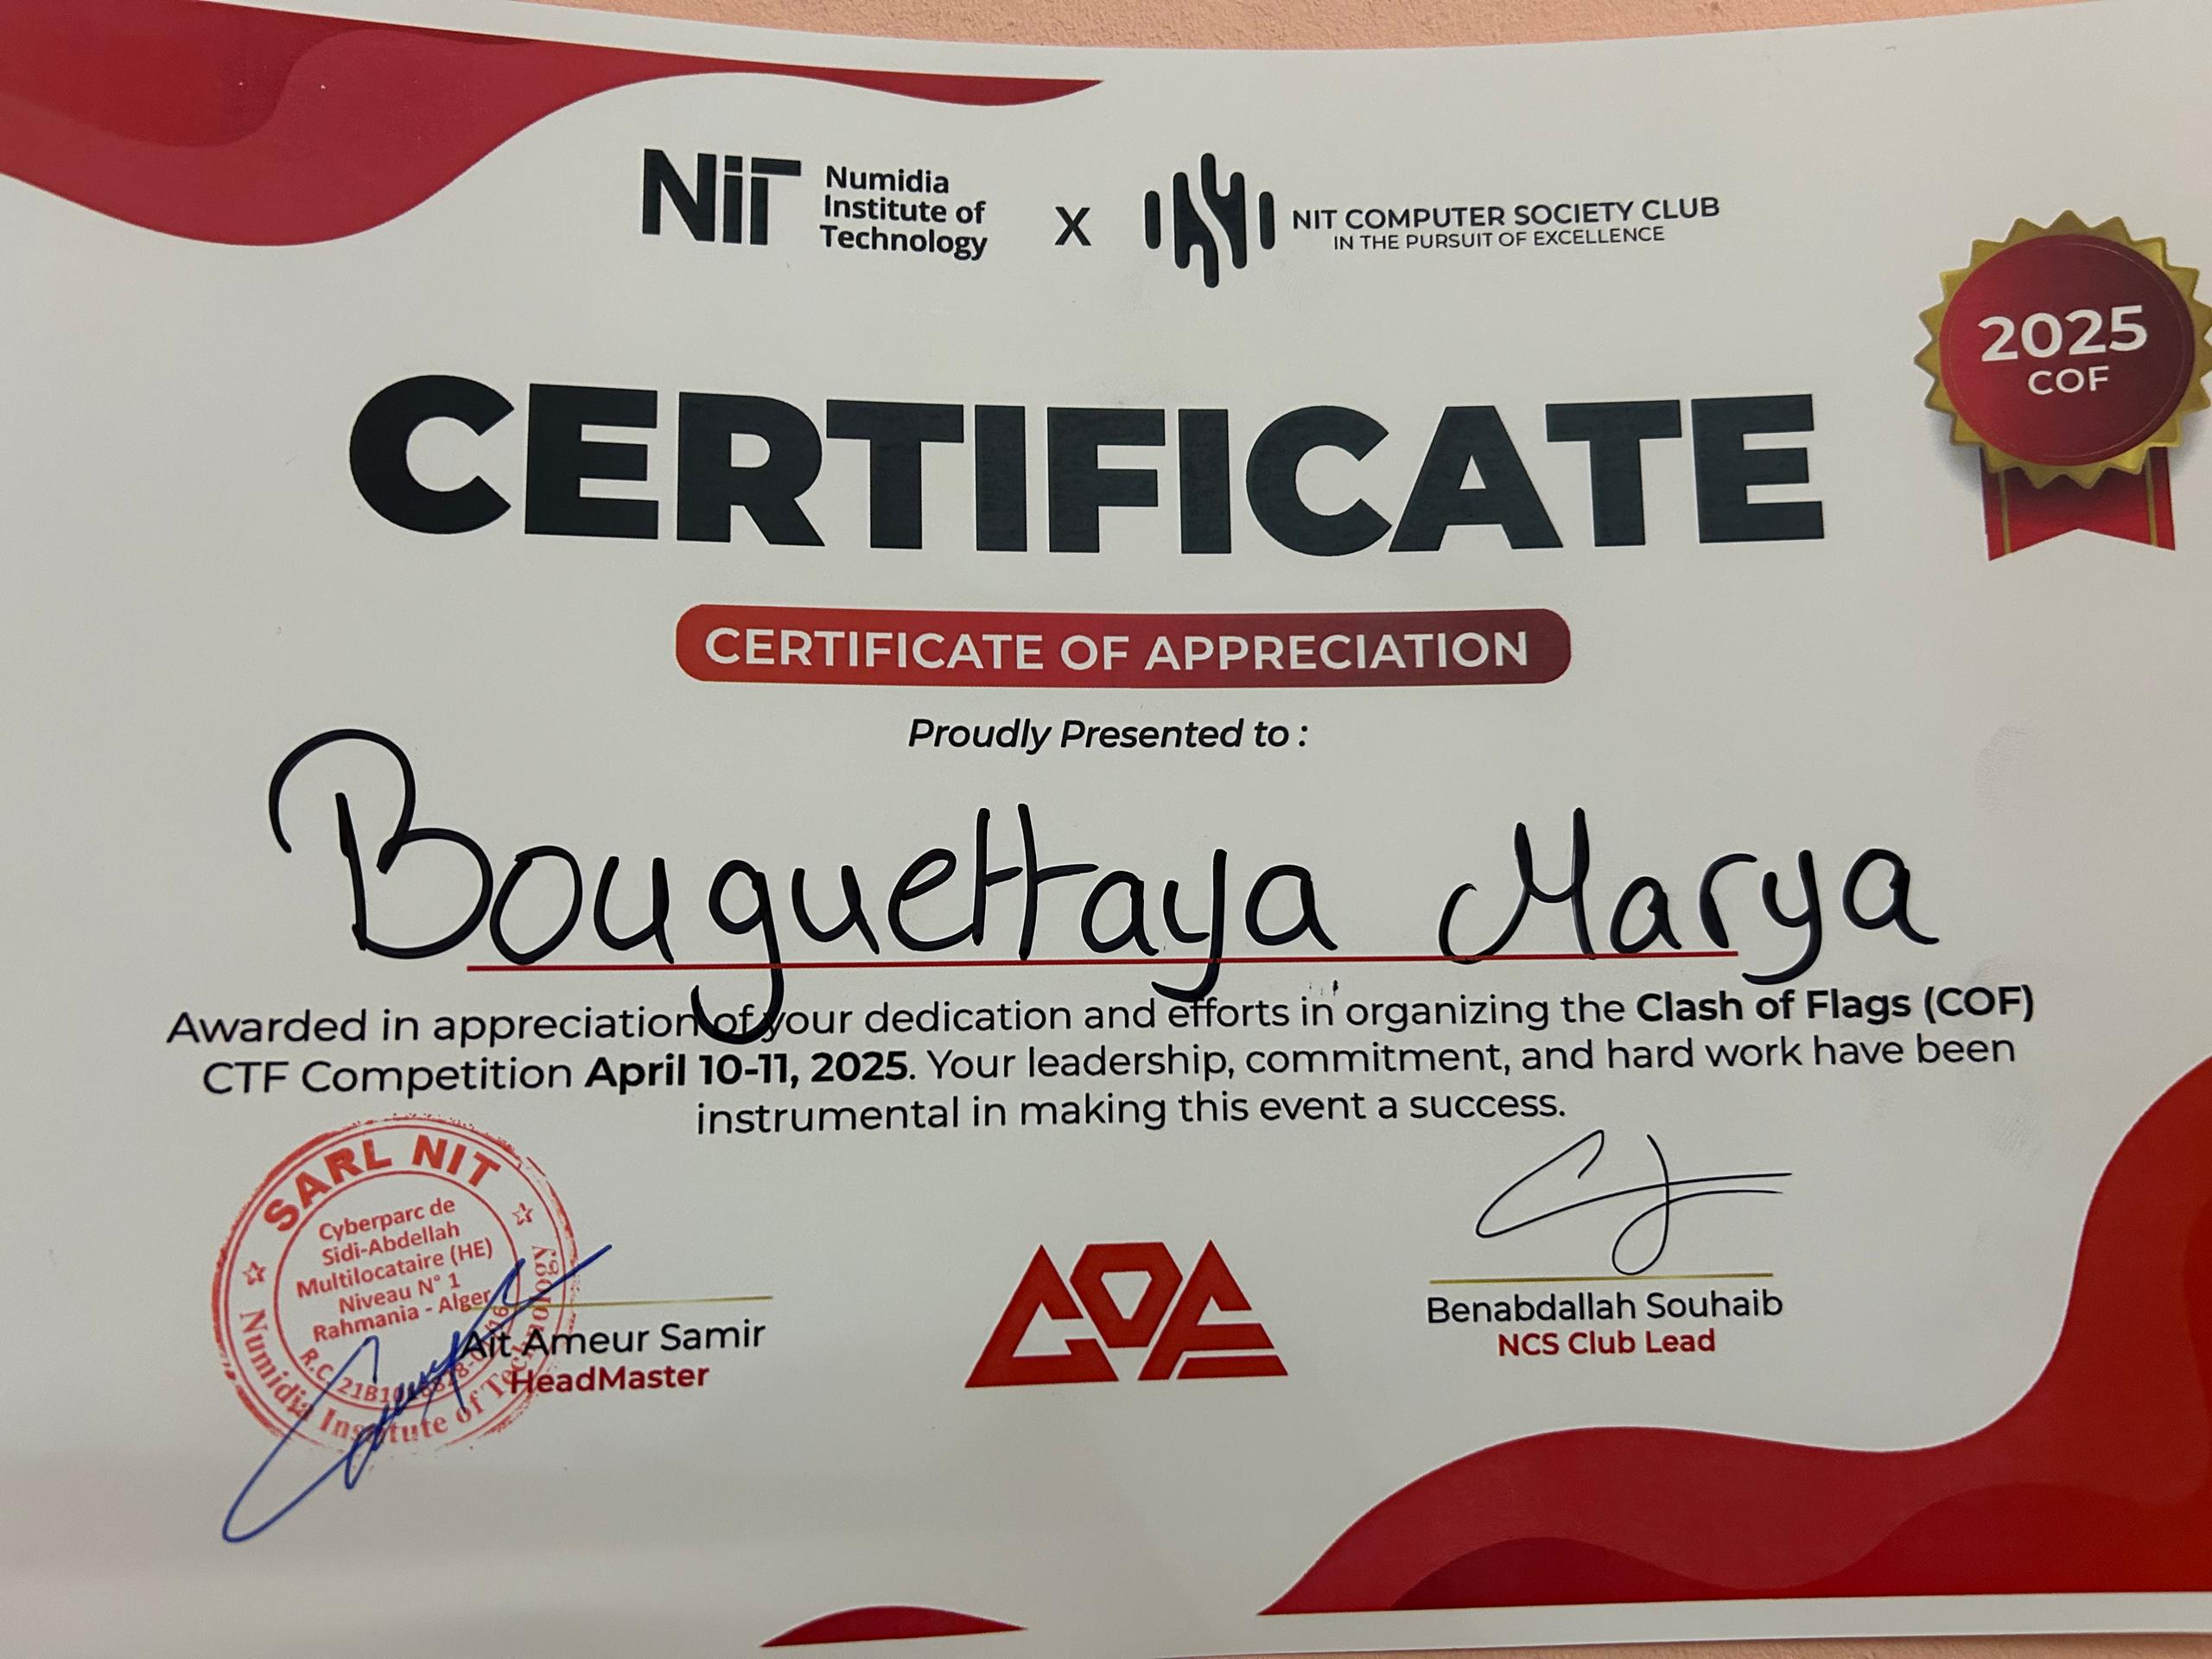 NiT Numidia
Institute of
Technology
X
NIT COMPUTER SOCIETY CLUB
IN THE PURSUIT OF EXCELLENCE
2025
COF
CERTIFICATE
CERTIFICATE OF APPRECIATION
Proudly Presented to :
Bouguettaya Marya
Awarded in appreciation of your dedication and efforts in organizing the Clash of Flags (COF)
CTF Competition April 10-11, 2025. Your leadership, commitment, and hard work have been
instrumental in making this event a success.
SARL NIT
Cyberparc de
Sidi-Abdellah
Multilocataire (HE)
Niveau N° 1
Rahmania - Alger
R.C.
Numidia Institute of Technology
Ait Ameur Samir
HeadMaster
COF
Benabdallah Souhaib
NCS Club Lead